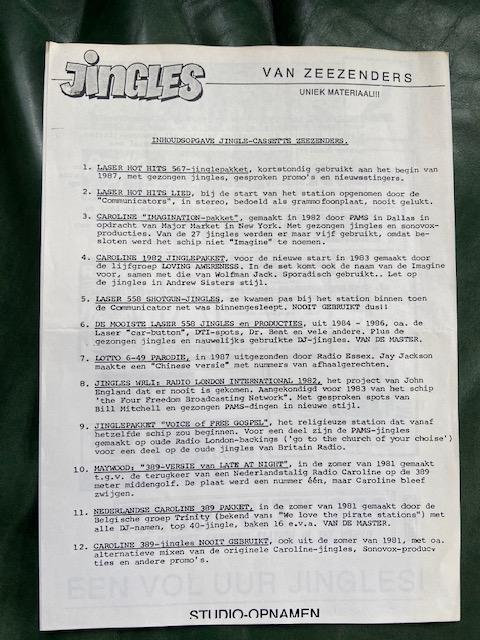 JiNGLES
VAN ZEEZENDERS
UNIEK MATERIAAL!!!
INHOUDSOPGAVE JINGLE-CASSETTE ZEEZENDERS.
1. LASER HOT HITS 567-jinglepakket, kortstondig gebruikt aan het begin van
1987, met gezongen jingles, gesproken promo's en nieuwsstingers.
2. LASER HOT HITS LIED, bij de start van het station opgenomen door de
"Communicators", in stereo, bedoeld als grammofoonplaat, nooit gelukt.
3. CAROLINE "IMAGINATION-pakket", gemaakt in 1982 door PAMS in Dallas in
opdracht van Major Market in New York. Met gezongen jingles en sonovox-
producties. Van de 27 jingles werden er maar vijf gebruikt, omdat be-
sloten werd het schip niet "Imagine" te noemen.
4. CAROLINE 1982 JINGLEPAKKET, voor de nieuwe start in 1983 gemaakt door
de lijfgroep LOVING AWERENESS. In de set komt ook de naam van de Imagine
voor, samen met die van Wolfman Jack. Sporadisch gebruikt.. Let op
de jingles in Andrew Sisters stijl.
5. LASER 558 SHOTGUN-JINGLES, ze kwamen pas bij het station binnen toen
de Communicator net was binnengesleept. NOOIT GEBRUIKT dus!!
6. DE MOOISTE LASER 558 JINGLES en PRODUCTIES, uit 1984 - 1986, oa. de
Laser "car-button", DTI-spots, Dr. Beat en vele andere. Plus de
gezongen jingles en nauwelijks gebruikte DJ-jingles. VAN DE MASTER.
7. LOTTO 6-49 PARODIE, in 1987 uitgezonden door Radio Essex. Jay Jackson
maakte een "Chinese versie" met nummers van afhaalgerechten.
8. JINGLES WRLI: RADIO LONDON INTERNATIONAL 1982, het project van John
England dat er nooit is gekomen. Aangekondigd voor 1983 van het schip
'the Four Freedom Broadcasting Network". Met gesproken spots van
Bill Mitchell en gezongen PAMS-dingen in nieuwe stijl.
9. JINGLEPAKKET "VOICE of FREE GOSPEL", het religieuze station dat vanaf
hetzelfde schip zou beginnen. Voor een deel zijn de PAMS-jingles
gemaakt op oude Radio London-backings ('go to the church of your choise')
voor een deel op de oude jingles van Britain Radio.
10. MAYWOOD: "389-VERSIE van LATE AT NIGHT", in de zomer van 1981 gemaakt
t.g.v. de terugkeer van een Nederlandstalig Radio Caroline op de 389
meter middengolf. De plaat werd een nummer één, maar Caroline bleef
zwijgen.
11. NEDERLANDSE CAROLINE 389 PAKKET, in de zomer van 1981 gemaakt door de
Belgische groep Trinity (bekend van: "We love the pirate stations") met
alle DJ-namen, top 40-jingle, baken 16 e.v.a. VAN DE MASTER.
12. CAROLINE 389-jingles NOOIT GEBRUIKT, ook uit de zomer van 1981, met oa.
alternatieve mixen van de originele Caroline-jingles, Sonovox-produc-
ties en andere promo's.
EEN VOL UUR JINGLES!
STUDIO-OPNAMEN